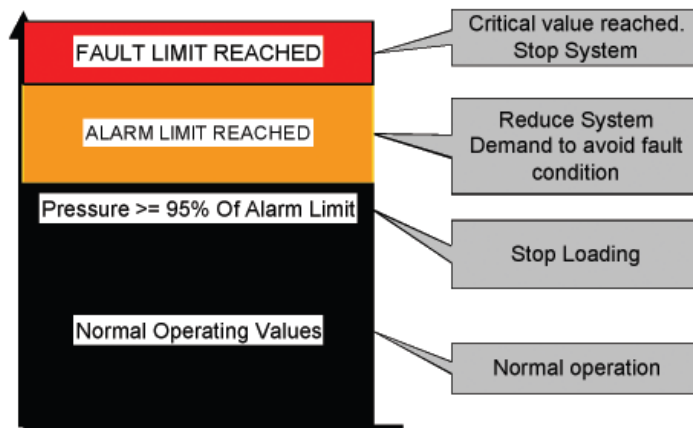 Critical value reached.
Stop System
FAULT LIMIT REACHED
ALARM LIMIT REACHED
Reduce System
Demand to avoid fault
condition
Pressure >= 95% Of Alarm Limit
Stop Loading
Normal Operating Values
Normal operation